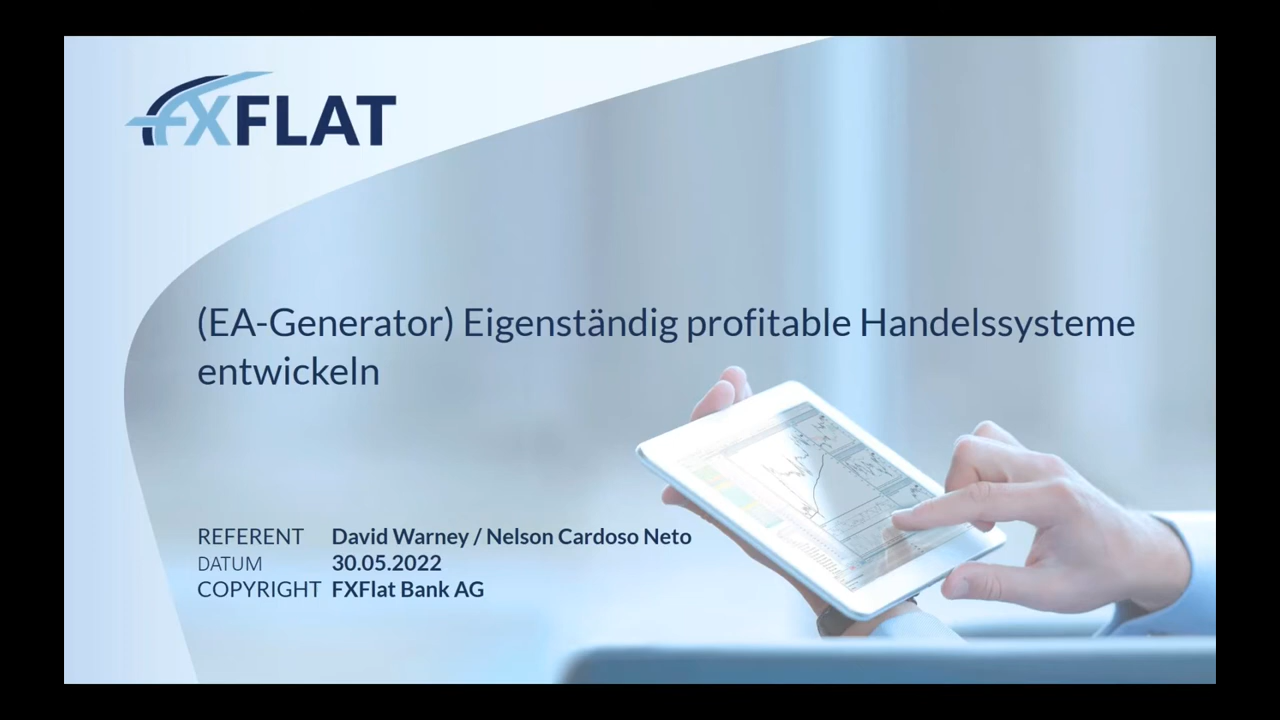 FXFLAT
(EA-Generator) Eigenständig profitable Handelssysteme
entwickeln
REFERENT David Warney / Nelson Cardoso Neto
DATUM 30.05.2022
COPYRIGHT FXFlat Bank AG